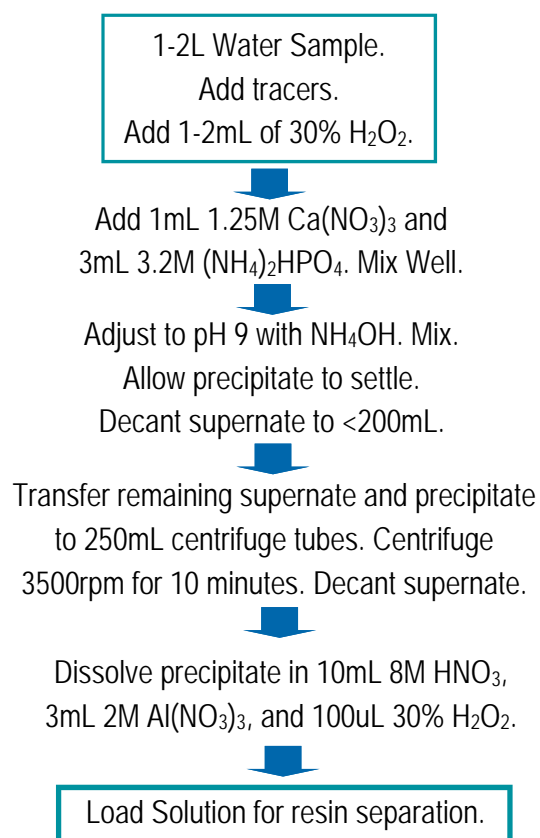 1-2L Water Sample.
Add tracers.
Add 1-2mL of 30% H₂O₂.
Add 1mL 1.25M Ca(NO₃)₃ and
3mL 3.2M (NH₄)₂HPO₄. Mix Well.
Adjust to pH 9 with NH₄OH. Mix.
Allow precipitate to settle.
Decant supernate to <200mL.
Transfer remaining supernate and precipitate
to 250mL centrifuge tubes. Centrifuge
3500rpm for 10 minutes. Decant supernate.
Dissolve precipitate in 10mL 8M HNO₃,
3mL 2M Al(NO₃)₃, and 100uL 30% H₂O₂.
Load Solution for resin separation.